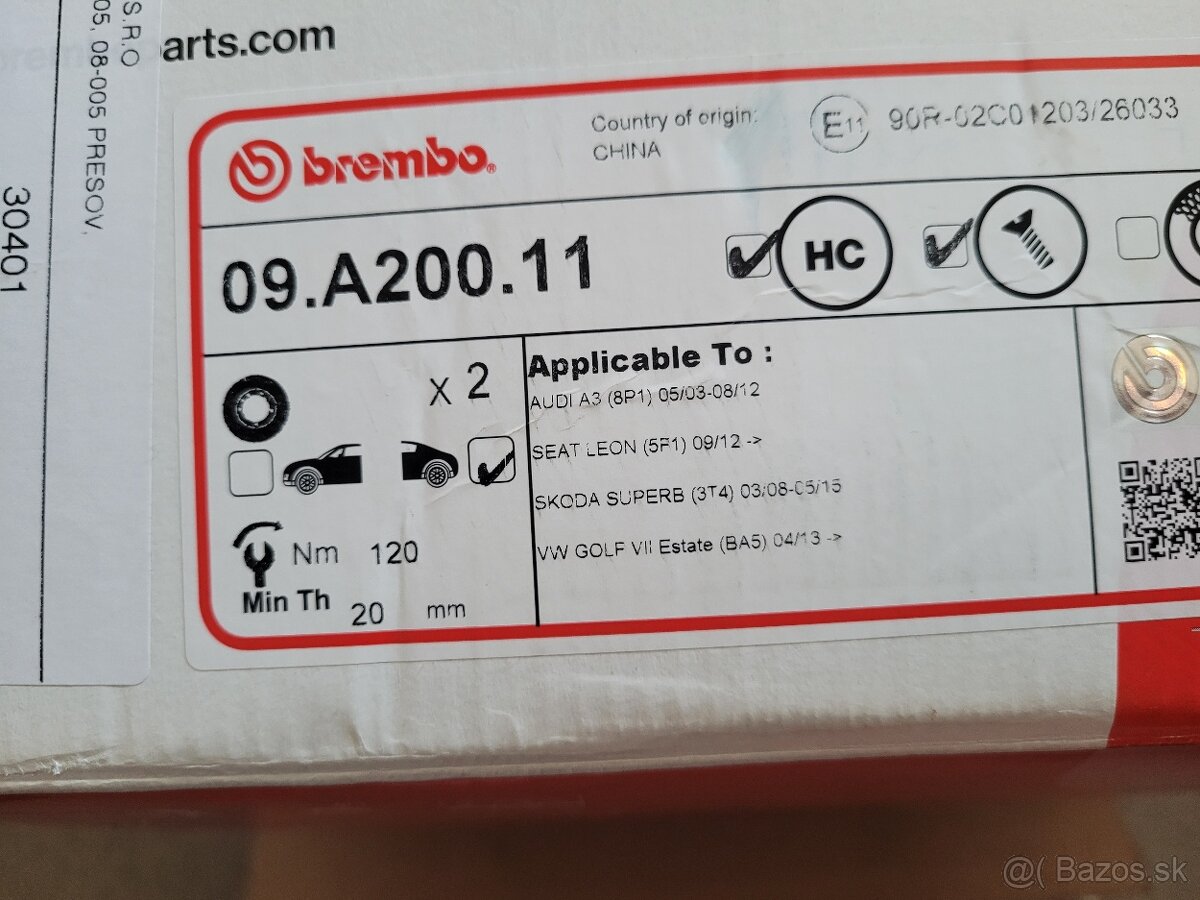 S.R.O
05, 08-005 PRESOV,
30401
bremboparts.com
brembo®
Country of origin:
CHINA
E11 90R-02C01203/26033
09.A200.11
HC
x 2
Nm 120
Min Th 20 mm
Applicable To :
AUDI A3 (8P1) 05/03-08/12
SEAT LEON (5F1) 09/12 ->
SKODA SUPERB (3T4) 03/08-05/15
VW GOLF VII Estate (BA5) 04/13 ->
@( Bazos.sk